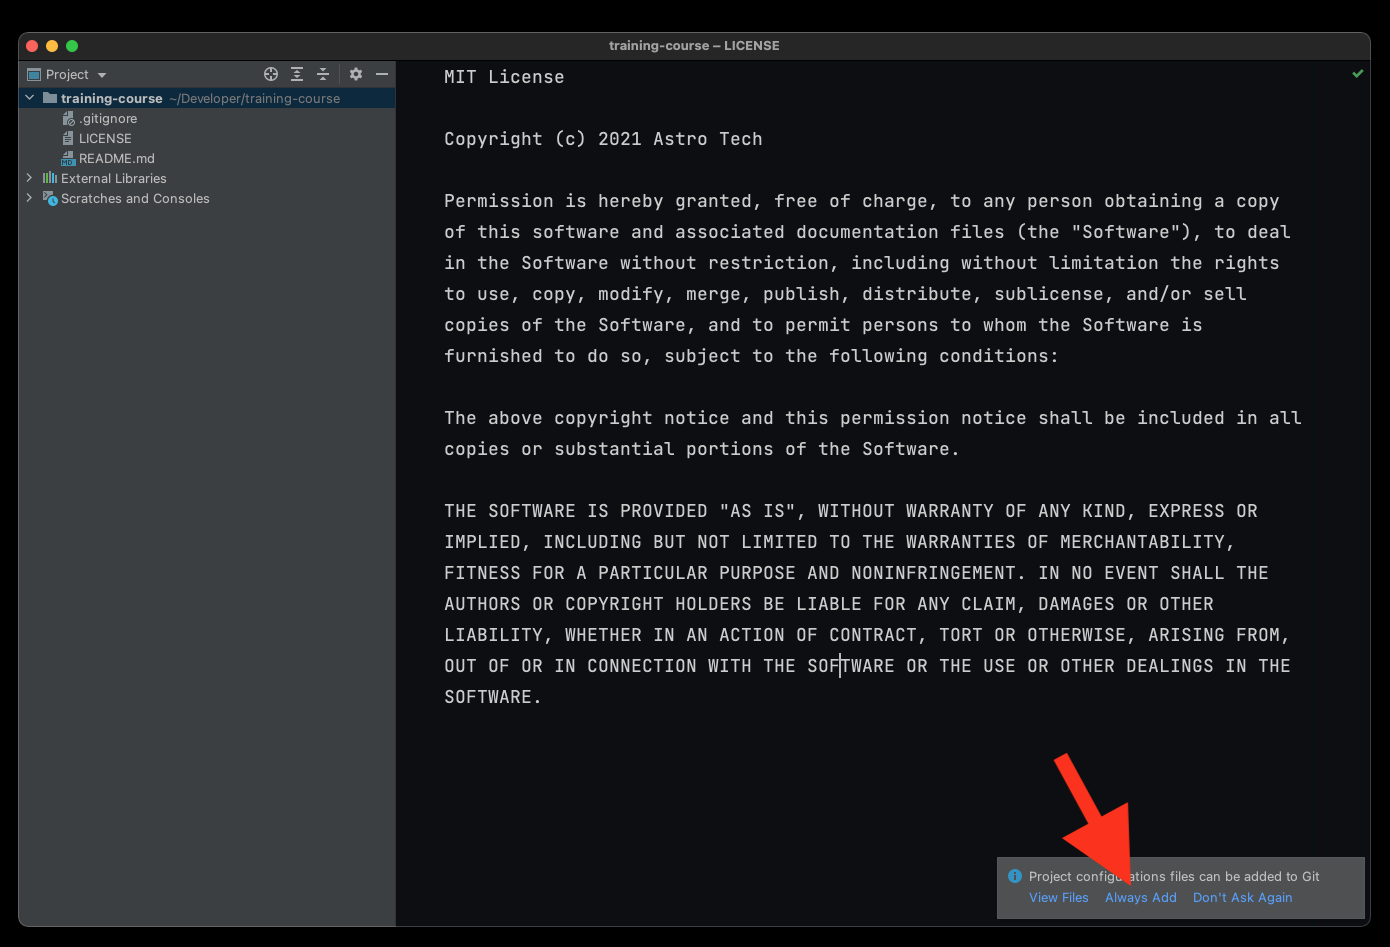 training-course – LICENSE
Project
training-course ~/Developer/training-course
.gitignore
LICENSE
README.md
External Libraries
Scratches and Consoles
MIT License
Copyright (c) 2021 Astro Tech
Permission is hereby granted, free of charge, to any person obtaining a copy
of this software and associated documentation files (the "Software"), to deal
in the Software without restriction, including without limitation the rights
to use, copy, modify, merge, publish, distribute, sublicense, and/or sell
copies of the Software, and to permit persons to whom the Software is
furnished to do so, subject to the following conditions:
The above copyright notice and this permission notice shall be included in all
copies or substantial portions of the Software.
THE SOFTWARE IS PROVIDED "AS IS", WITHOUT WARRANTY OF ANY KIND, EXPRESS OR
IMPLIED, INCLUDING BUT NOT LIMITED TO THE WARRANTIES OF MERCHANTABILITY,
FITNESS FOR A PARTICULAR PURPOSE AND NONINFRINGEMENT. IN NO EVENT SHALL THE
AUTHORS OR COPYRIGHT HOLDERS BE LIABLE FOR ANY CLAIM, DAMAGES OR OTHER
LIABILITY, WHETHER IN AN ACTION OF CONTRACT, TORT OR OTHERWISE, ARISING FROM,
OUT OF OR IN CONNECTION WITH THE SOFTWARE OR THE USE OR OTHER DEALINGS IN THE
SOFTWARE.
Project configurations files can be added to Git
View Files Always Add Don't Ask Again